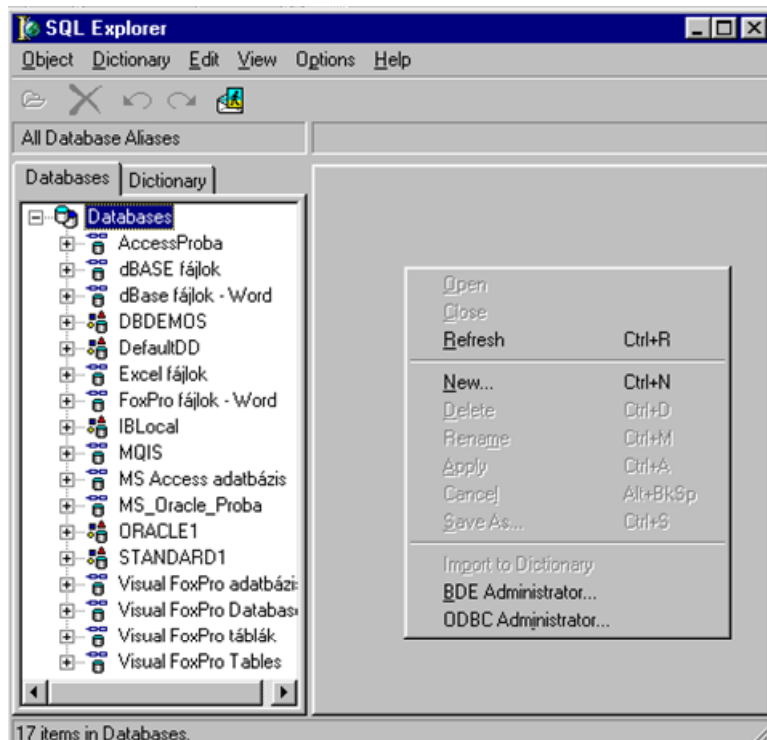 SQL Explorer
Object Dictionary Edit View Options Help
All Database Aliases
Databases Dictionary
Databases
AccessProba
dBASE fájlok
dBase fájlok - Word
DBDEMOS
DefaultDD
Excel fájlok
FoxPro fájlok - Word
IBLocal
MQIS
MS Access adatbázis
MS_Oracle_Proba
ORACLE1
STANDARD1
Visual FoxPro adatbázi
Visual FoxPro Databas
Visual FoxPro táblák
Visual FoxPro Tables
Open
Close
Refresh Ctrl+R
New... Ctrl+N
Delete Ctrl+D
Rename Ctrl+M
Apply Ctrl+A
Cancel Alt+BkSp
Save As... Ctrl+S
Import to Dictionary
BDE Administrator...
ODBC Administrator...
17 items in Databases.